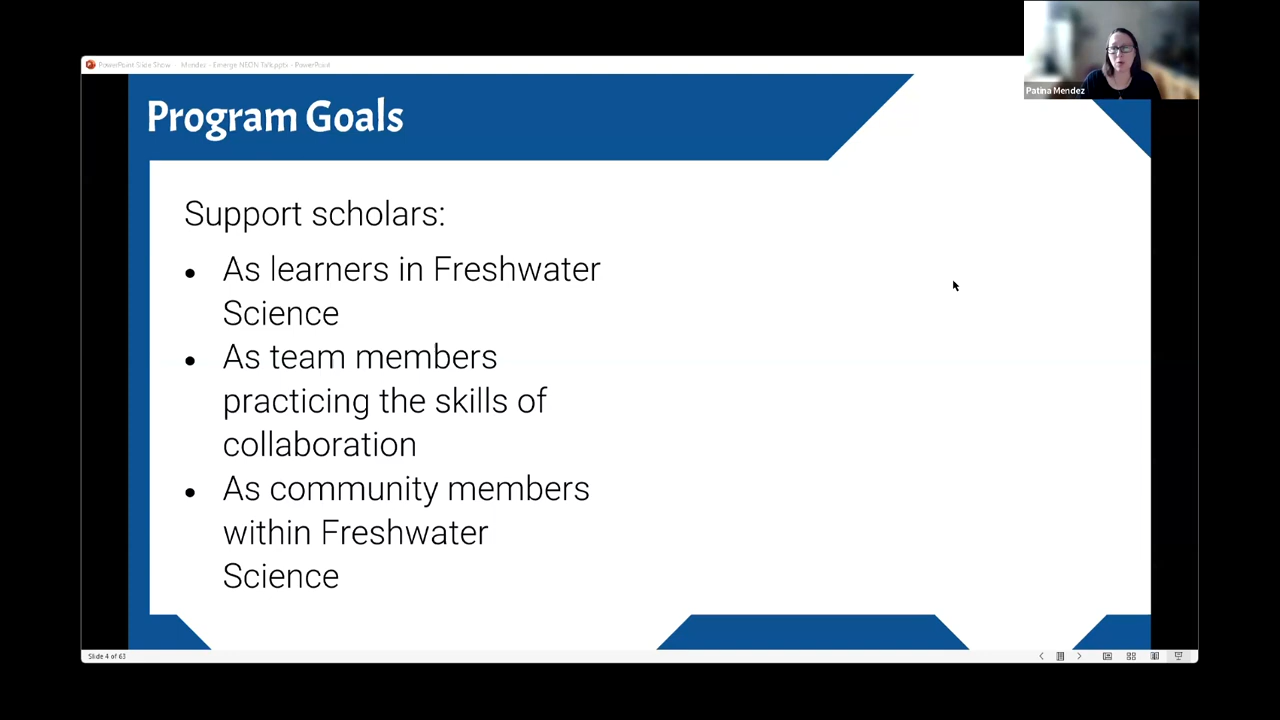 PowerPoint Slide Show - Mendez - Emerge NEON Talk.pptx - PowerPoint
Patina Mendez
Program Goals
Support scholars:
• As learners in Freshwater
Science
• As team members
practicing the skills of
collaboration
• As community members
within Freshwater
Science
Slide 4 of 63